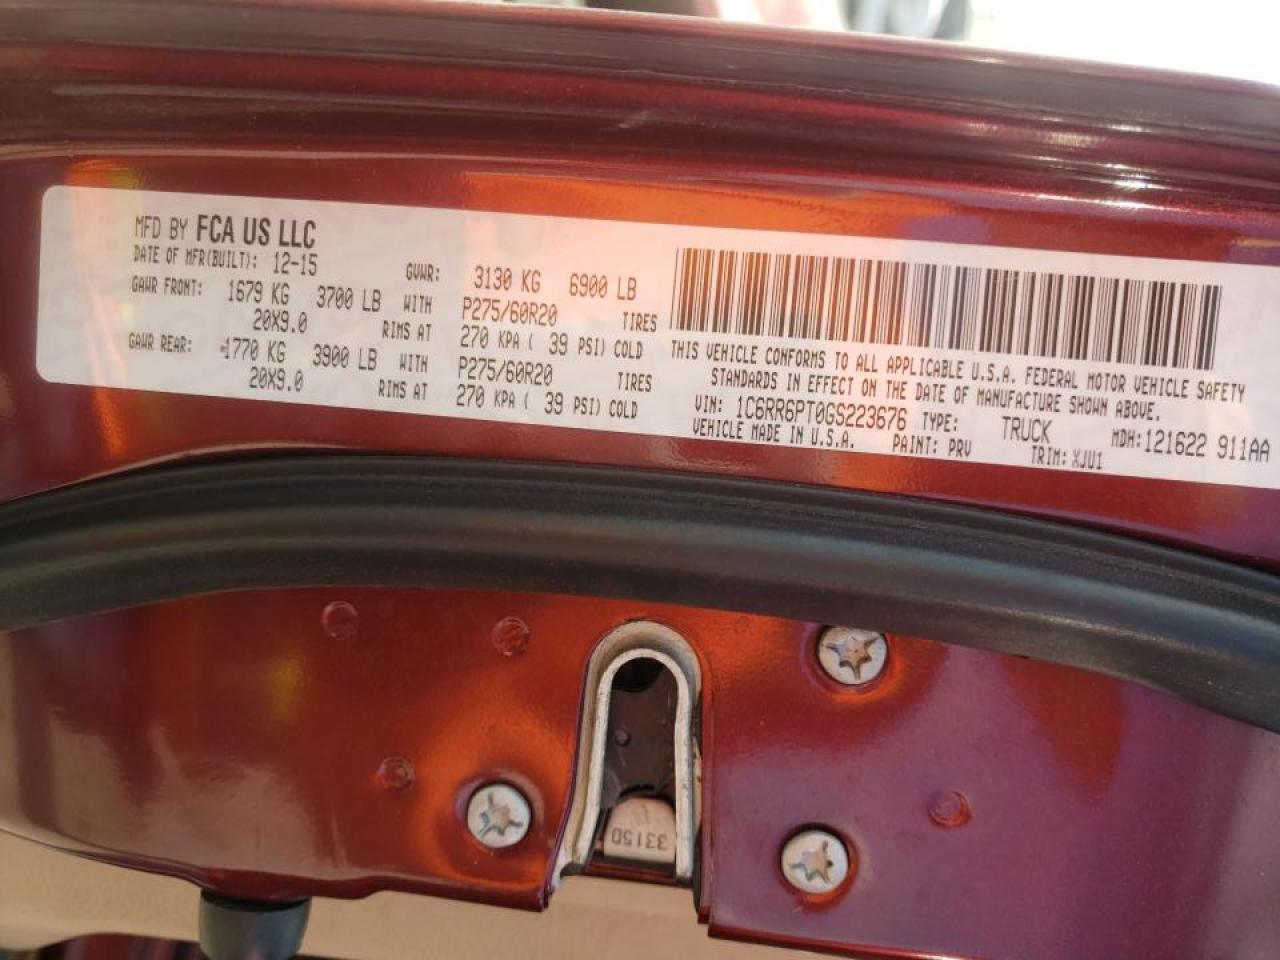 MFD BY FCA US LLC
DATE OF MFR(BUILT): 12-15 GVWR: 3130 KG 6900 LB
GAWR FRONT: 1679 KG 3700 LB WITH P275/60R20 TIRES
20X9.0 RIMS AT 270 KPA ( 39 PSI) COLD
GAWR REAR: 1770 KG 3900 LB WITH P275/60R20 TIRES
20X9.0 RIMS AT 270 KPA ( 39 PSI) COLD
THIS VEHICLE CONFORMS TO ALL APPLICABLE U.S.A. FEDERAL MOTOR VEHICLE SAFETY
STANDARDS IN EFFECT ON THE DATE OF MANUFACTURE SHOWN ABOVE.
VIN: 1C6RR6PT0GS223676 TYPE: TRUCK MDH:121622 911AA
VEHICLE MADE IN U.S.A. PAINT: PRV TRIM: XJU1
33150